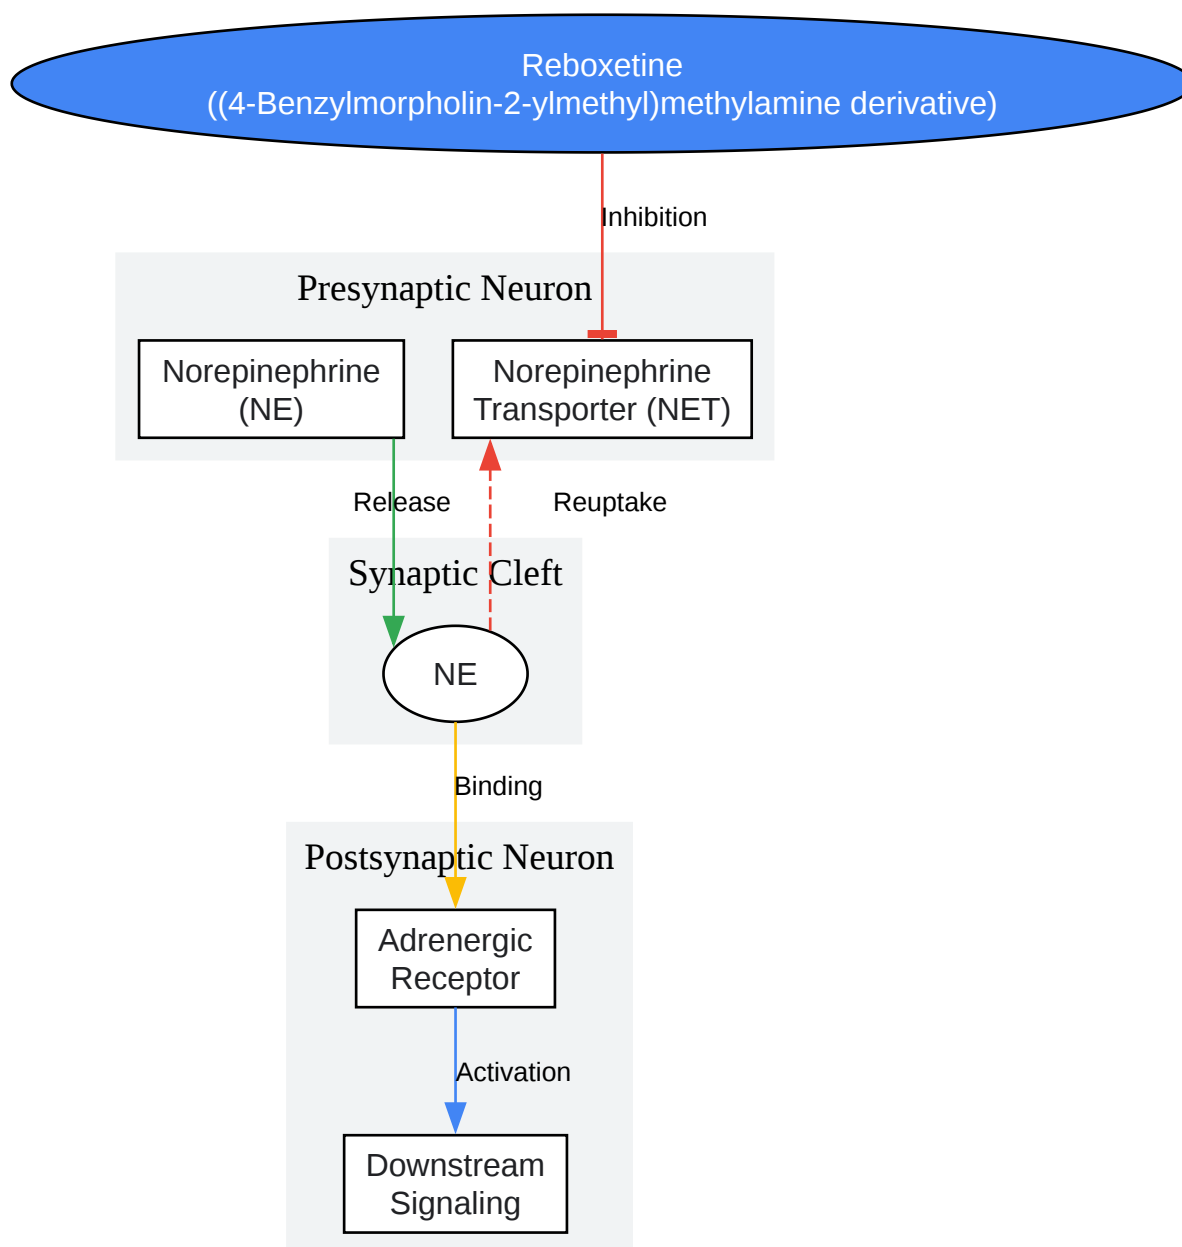 Reboxetine
((4-Benzylmorpholin-2-ylmethyl)methylamine derivative)
Inhibition
Presynaptic Neuron
Norepinephrine
(NE)
Norepinephrine
Transporter (NET)
Release
Reuptake
Synaptic Cleft
NE
Binding
Postsynaptic Neuron
Adrenergic
Receptor
Activation
Downstream
Signaling